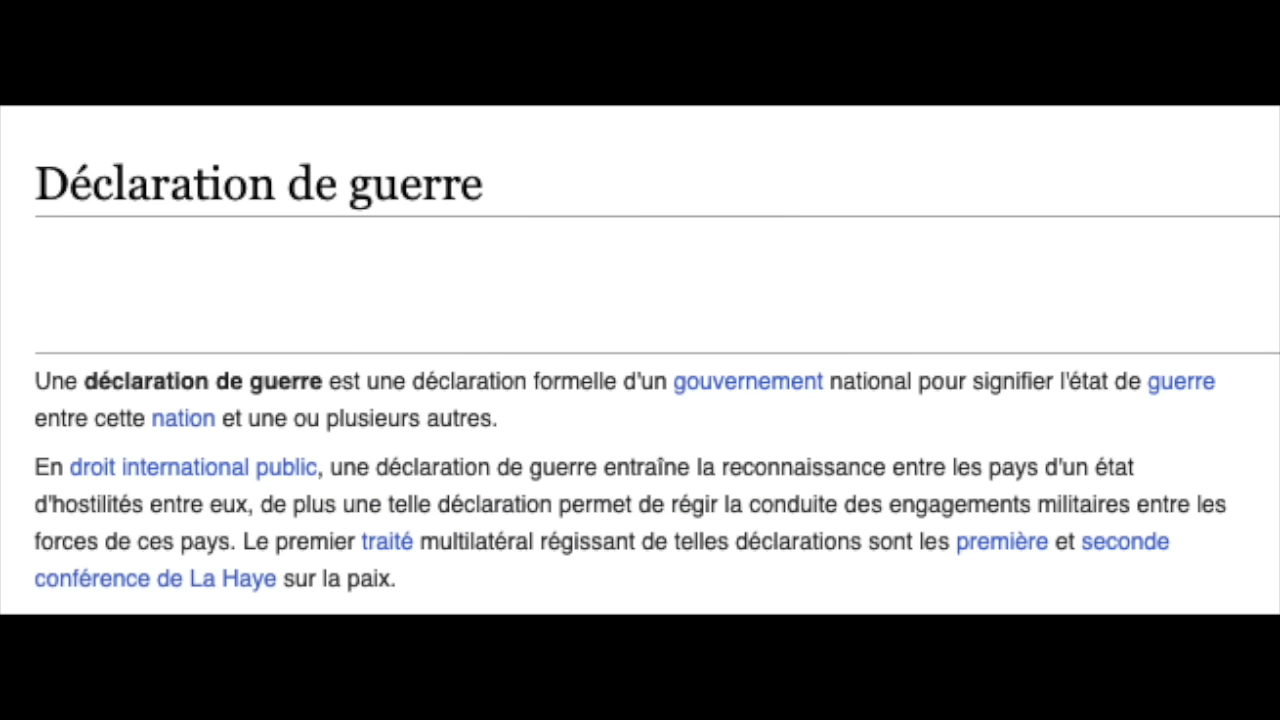 Déclaration de guerre
Une déclaration de guerre est une déclaration formelle d'un gouvernement national pour signifier l'état de guerre
entre cette nation et une ou plusieurs autres.
En droit international public, une déclaration de guerre entraîne la reconnaissance entre les pays d'un état
d'hostilités entre eux, de plus une telle déclaration permet de régir la conduite des engagements militaires entre les
forces de ces pays. Le premier traité multilatéral régissant de telles déclarations sont les première et seconde
conférence de La Haye sur la paix.